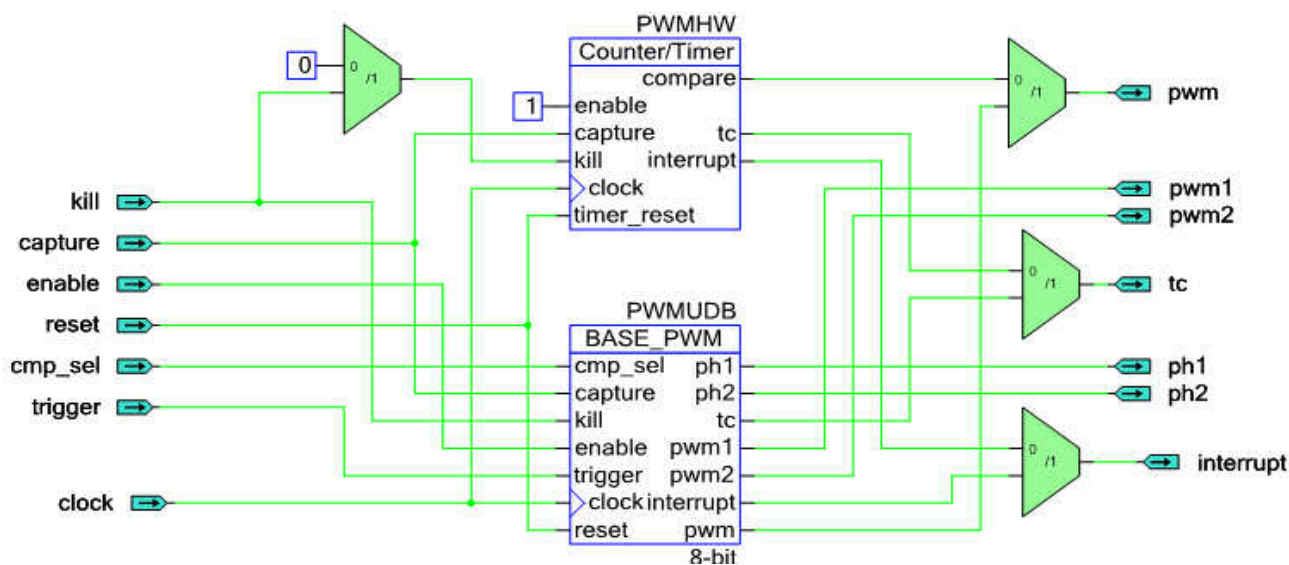 PWMHW
Counter/Timer
0
0
/1
compare
0
/1
pwm
1
enable
capture
tc
kill
interrupt
kill
clock
pwm1
timer_reset
pwm2
capture
enable
0
/1
tc
reset
PWMUDB
BASE_PWM
cmp_sel
cmp_sel
ph1
ph1
capture
ph2
ph2
trigger
kill
tc
enable
pwm1
0
/1
interrupt
trigger
pwm2
clock
clock
interrupt
reset
pwm
8-bit